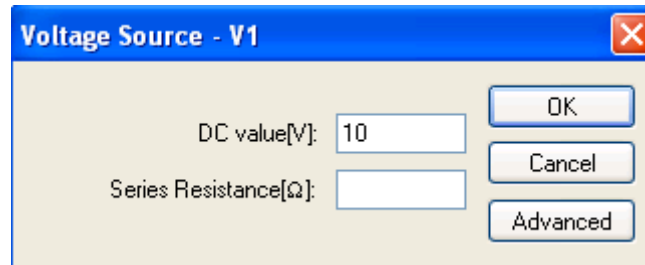 Voltage Source - V1
DC value[V]: 10
OK
Series Resistance[Ω]:
Cancel
Advanced